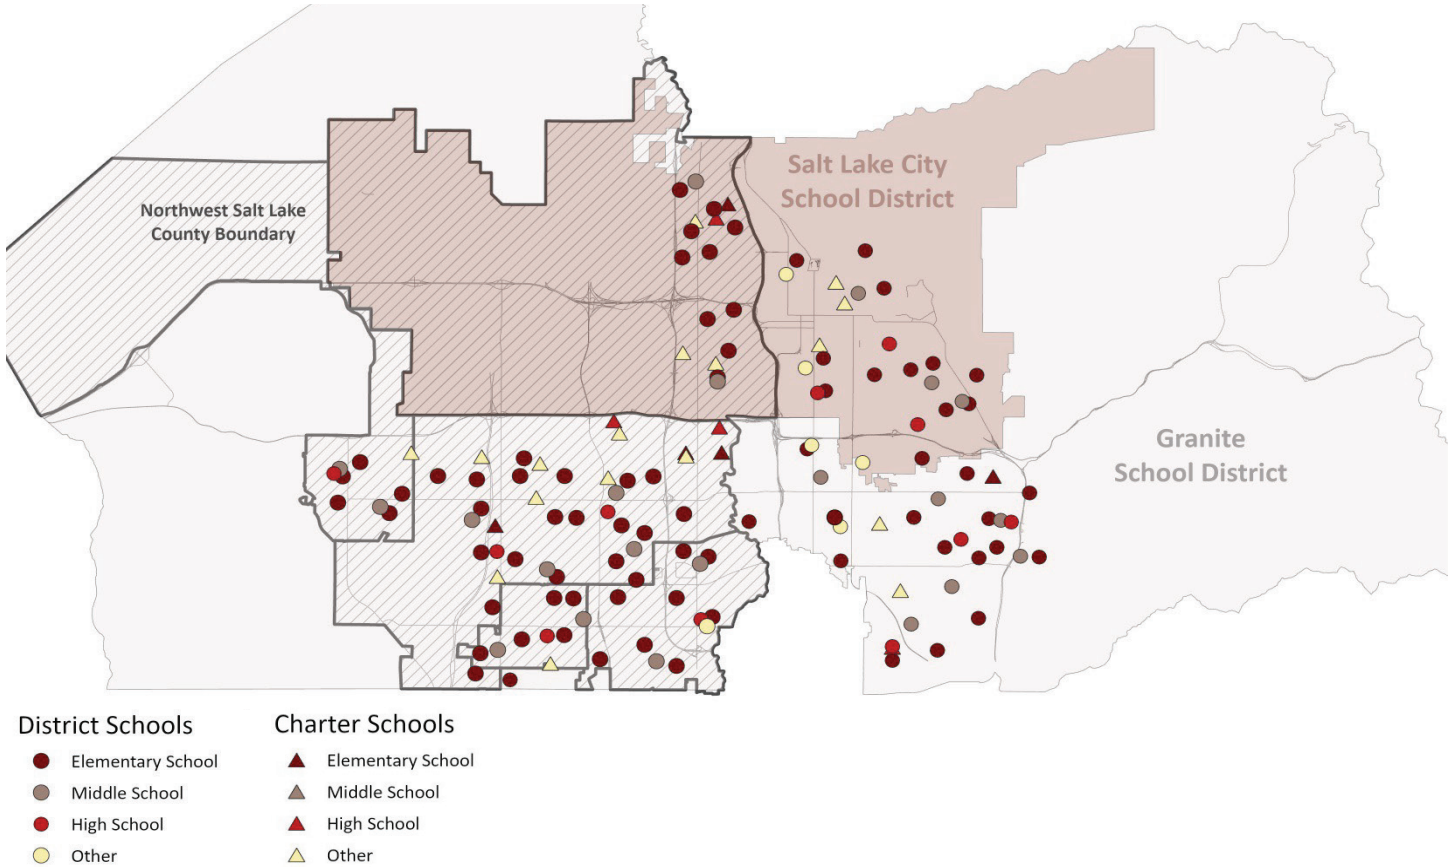 Salt Lake City
School District
Northwest Salt Lake
County Boundary
Granite
School District
District Schools
Elementary School
Middle School
High School
Other
Charter Schools
Elementary School
Middle School
High School
Other